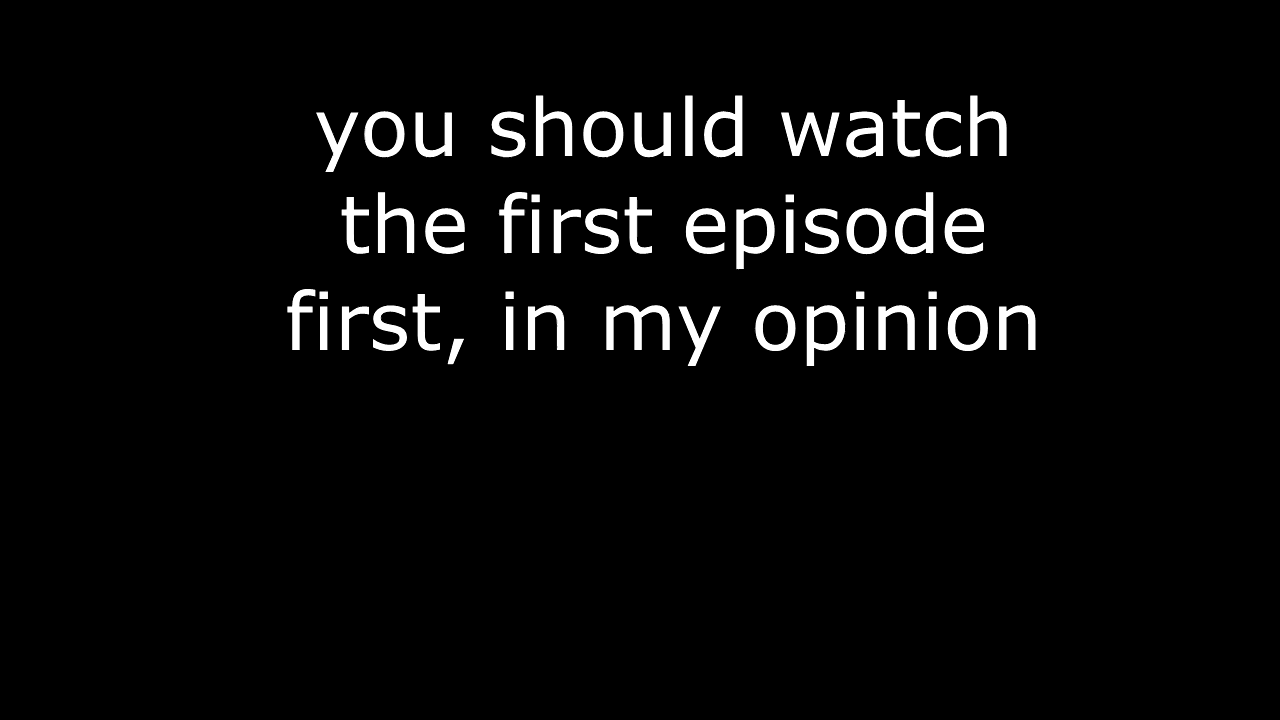 you should watch
the first episode
first, in my opinion